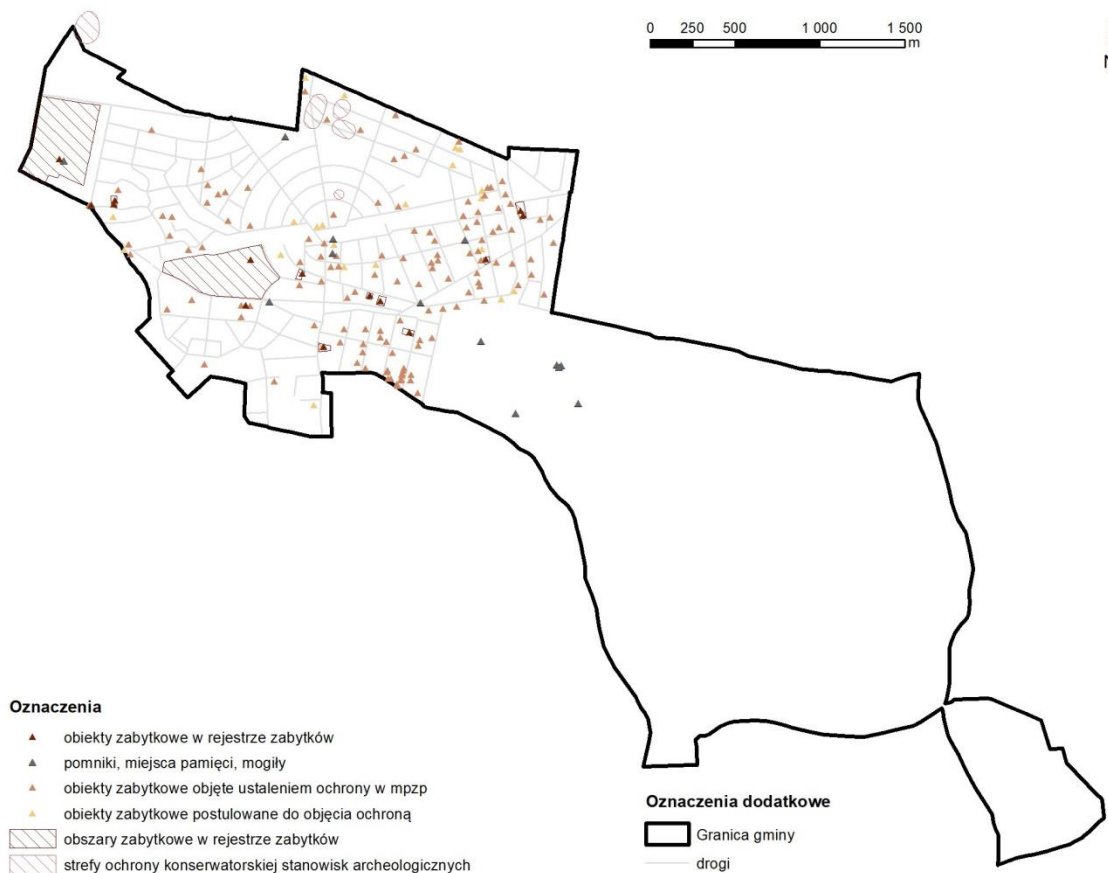 0 250 500 1 000 1 500
m
N
Oznaczenia
obiekty zabytkowe w rejestrze zabytków
pomniki, miejsca pamięci, mogiły
obiekty zabytkowe objęte ustaleniem ochrony w mpzp
obiekty zabytkowe postulowane do objęcia ochroną
obszary zabytkowe w rejestrze zabytków
strefy ochrony konserwatorskiej stanowisk archeologicznych
Oznaczenia dodatkowe
Granica gminy
drogi